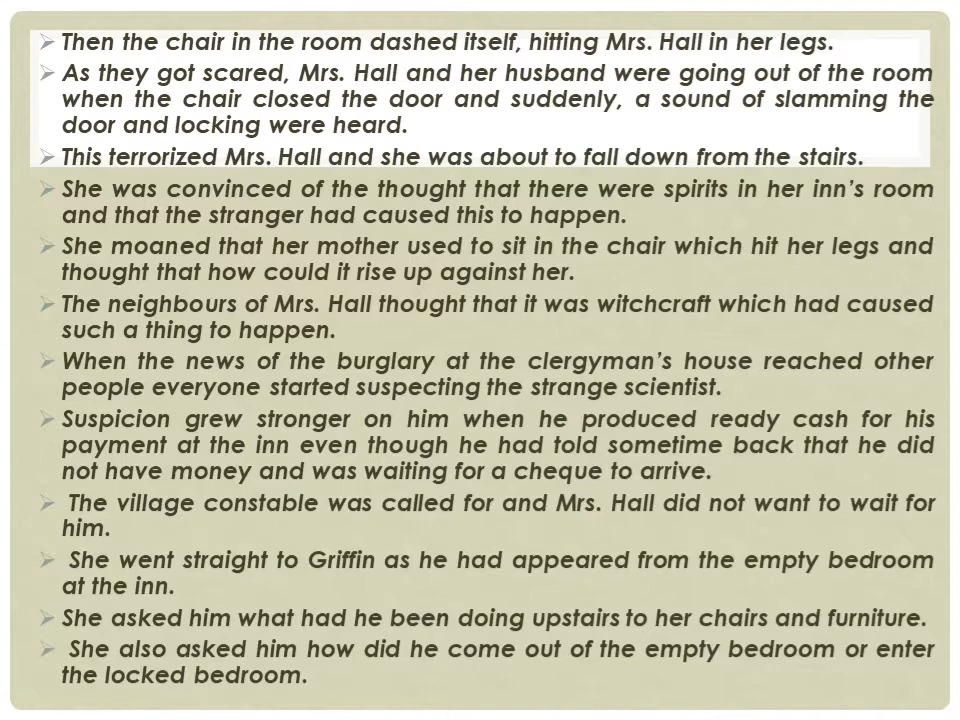 ➢ Then the chair in the room dashed itself, hitting Mrs. Hall in her legs.
➢ As they got scared, Mrs. Hall and her husband were going out of the room
when the chair closed the door and suddenly, a sound of slamming the
door and locking were heard.
➢ This terrorized Mrs. Hall and she was about to fall down from the stairs.
➢ She was convinced of the thought that there were spirits in her inn’s room
and that the stranger had caused this to happen.
➢ She moaned that her mother used to sit in the chair which hit her legs and
thought that how could it rise up against her.
➢ The neighbours of Mrs. Hall thought that it was witchcraft which had caused
such a thing to happen.
➢ When the news of the burglary at the clergyman’s house reached other
people everyone started suspecting the strange scientist.
➢ Suspicion grew stronger on him when he produced ready cash for his
payment at the inn even though he had told sometime back that he did
not have money and was waiting for a cheque to arrive.
➢ The village constable was called for and Mrs. Hall did not want to wait for
him.
➢ She went straight to Griffin as he had appeared from the empty bedroom
at the inn.
➢ She asked him what had he been doing upstairs to her chairs and furniture.
➢ She also asked him how did he come out of the empty bedroom or enter
the locked bedroom.